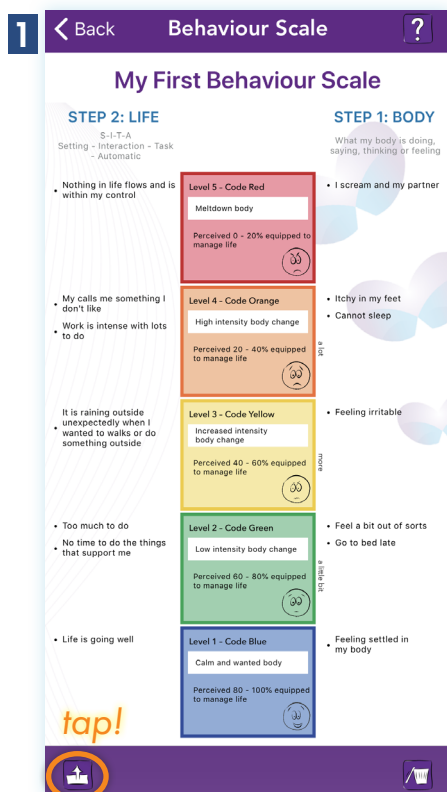 1
Back
Behaviour Scale
?
My First Behaviour Scale
STEP 2: LIFE
S-I-T-A
Setting - Interaction - Task
- Automatic
STEP 1: BODY
What my body is doing,
saying, thinking or feeling
• Nothing in life flows and is
within my control
Level 5 - Code Red
Meltdown body
Perceived 0 - 20% equipped to
manage life
• I scream and my partner
• My calls me something I
don't like
• Work is intense with lots
to do
Level 4 - Code Orange
High intensity body change
Perceived 20 - 40% equipped
to manage life
• Itchy in my feet
• Cannot sleep
a lot
• It is raining outside
unexpectedly when I
wanted to walks or do
something outside
Level 3 - Code Yellow
Increased intensity
body change
Perceived 40 - 60% equipped
to manage life
• Feeling irritable
more
• Too much to do
• No time to do the things
that support me
Level 2 - Code Green
Low intensity body change
Perceived 60 - 80% equipped
to manage life
• Feel a bit out of sorts
• Go to bed late
a little bit
• Life is going well
Level 1 - Code Blue
Calm and wanted body
Perceived 80 - 100% equipped
to manage life
• Feeling settled in
my body
tap!